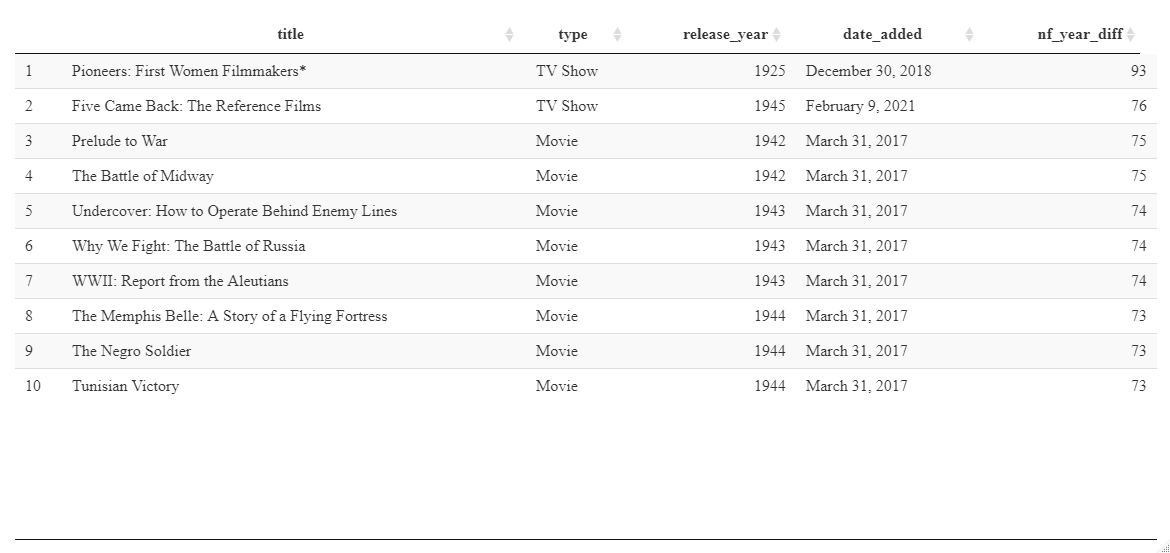 title type release_year date_added nf_year_diff
1 Pioneers: First Women Filmmakers* TV Show 1925 December 30, 2018 93
2 Five Came Back: The Reference Films TV Show 1945 February 9, 2021 76
3 Prelude to War Movie 1942 March 31, 2017 75
4 The Battle of Midway Movie 1942 March 31, 2017 75
5 Undercover: How to Operate Behind Enemy Lines Movie 1943 March 31, 2017 74
6 Why We Fight: The Battle of Russia Movie 1943 March 31, 2017 74
7 WWII: Report from the Aleutians Movie 1943 March 31, 2017 74
8 The Memphis Belle: A Story of a Flying Fortress Movie 1944 March 31, 2017 73
9 The Negro Soldier Movie 1944 March 31, 2017 73
10 Tunisian Victory Movie 1944 March 31, 2017 73